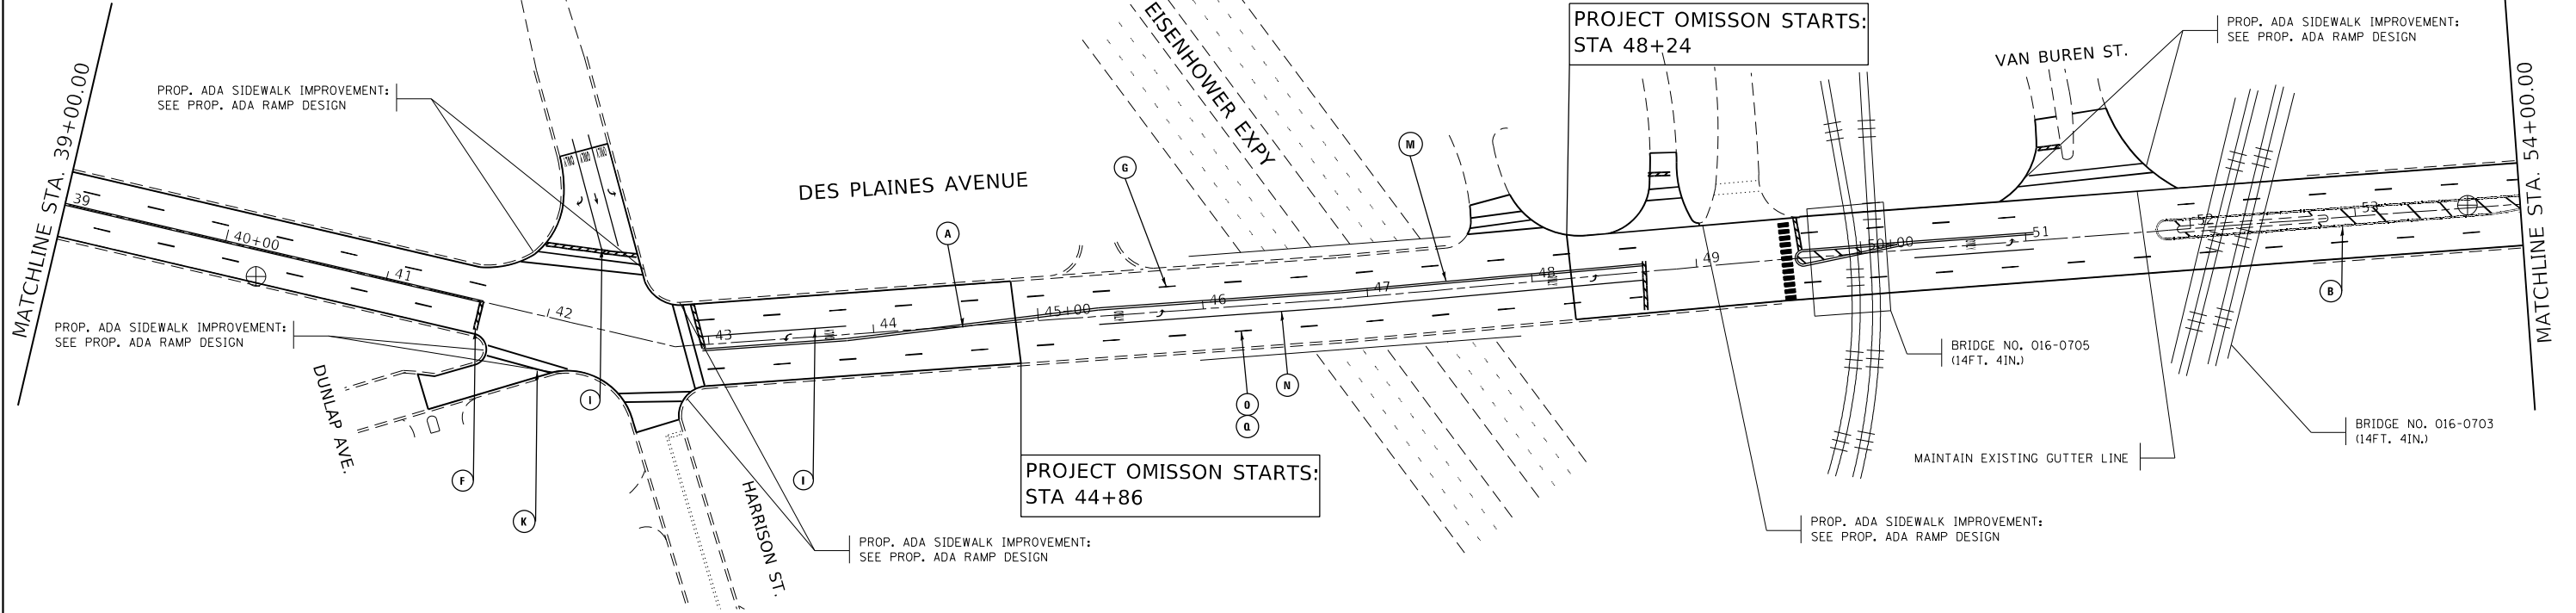 MATCHLINE STA. 39+00.00
PROP. ADA SIDEWALK IMPROVEMENT:
SEE PROP. ADA RAMP DESIGN
EISENHOWER EXPY
PROJECT OMISSON STARTS:
STA 48+24
VAN BUREN ST.
PROP. ADA SIDEWALK IMPROVEMENT:
SEE PROP. ADA RAMP DESIGN
MATCHLINE STA. 54+00.00
DES PLAINES AVENUE
G
M
A
39
40+00
41
42
43
44
45+00
46
47
48
49
50+00
51
52
53
B
PROP. ADA SIDEWALK IMPROVEMENT:
SEE PROP. ADA RAMP DESIGN
DUNLAP AVE.
I
O
Q
N
BRIDGE NO. 016-0705
(14FT. 4IN.)
BRIDGE NO. 016-0703
(14FT. 4IN.)
MAINTAIN EXISTING GUTTER LINE
F
K
I
PROJECT OMISSON STARTS:
STA 44+86
HARRISON ST.
PROP. ADA SIDEWALK IMPROVEMENT:
SEE PROP. ADA RAMP DESIGN
PROP. ADA SIDEWALK IMPROVEMENT:
SEE PROP. ADA RAMP DESIGN